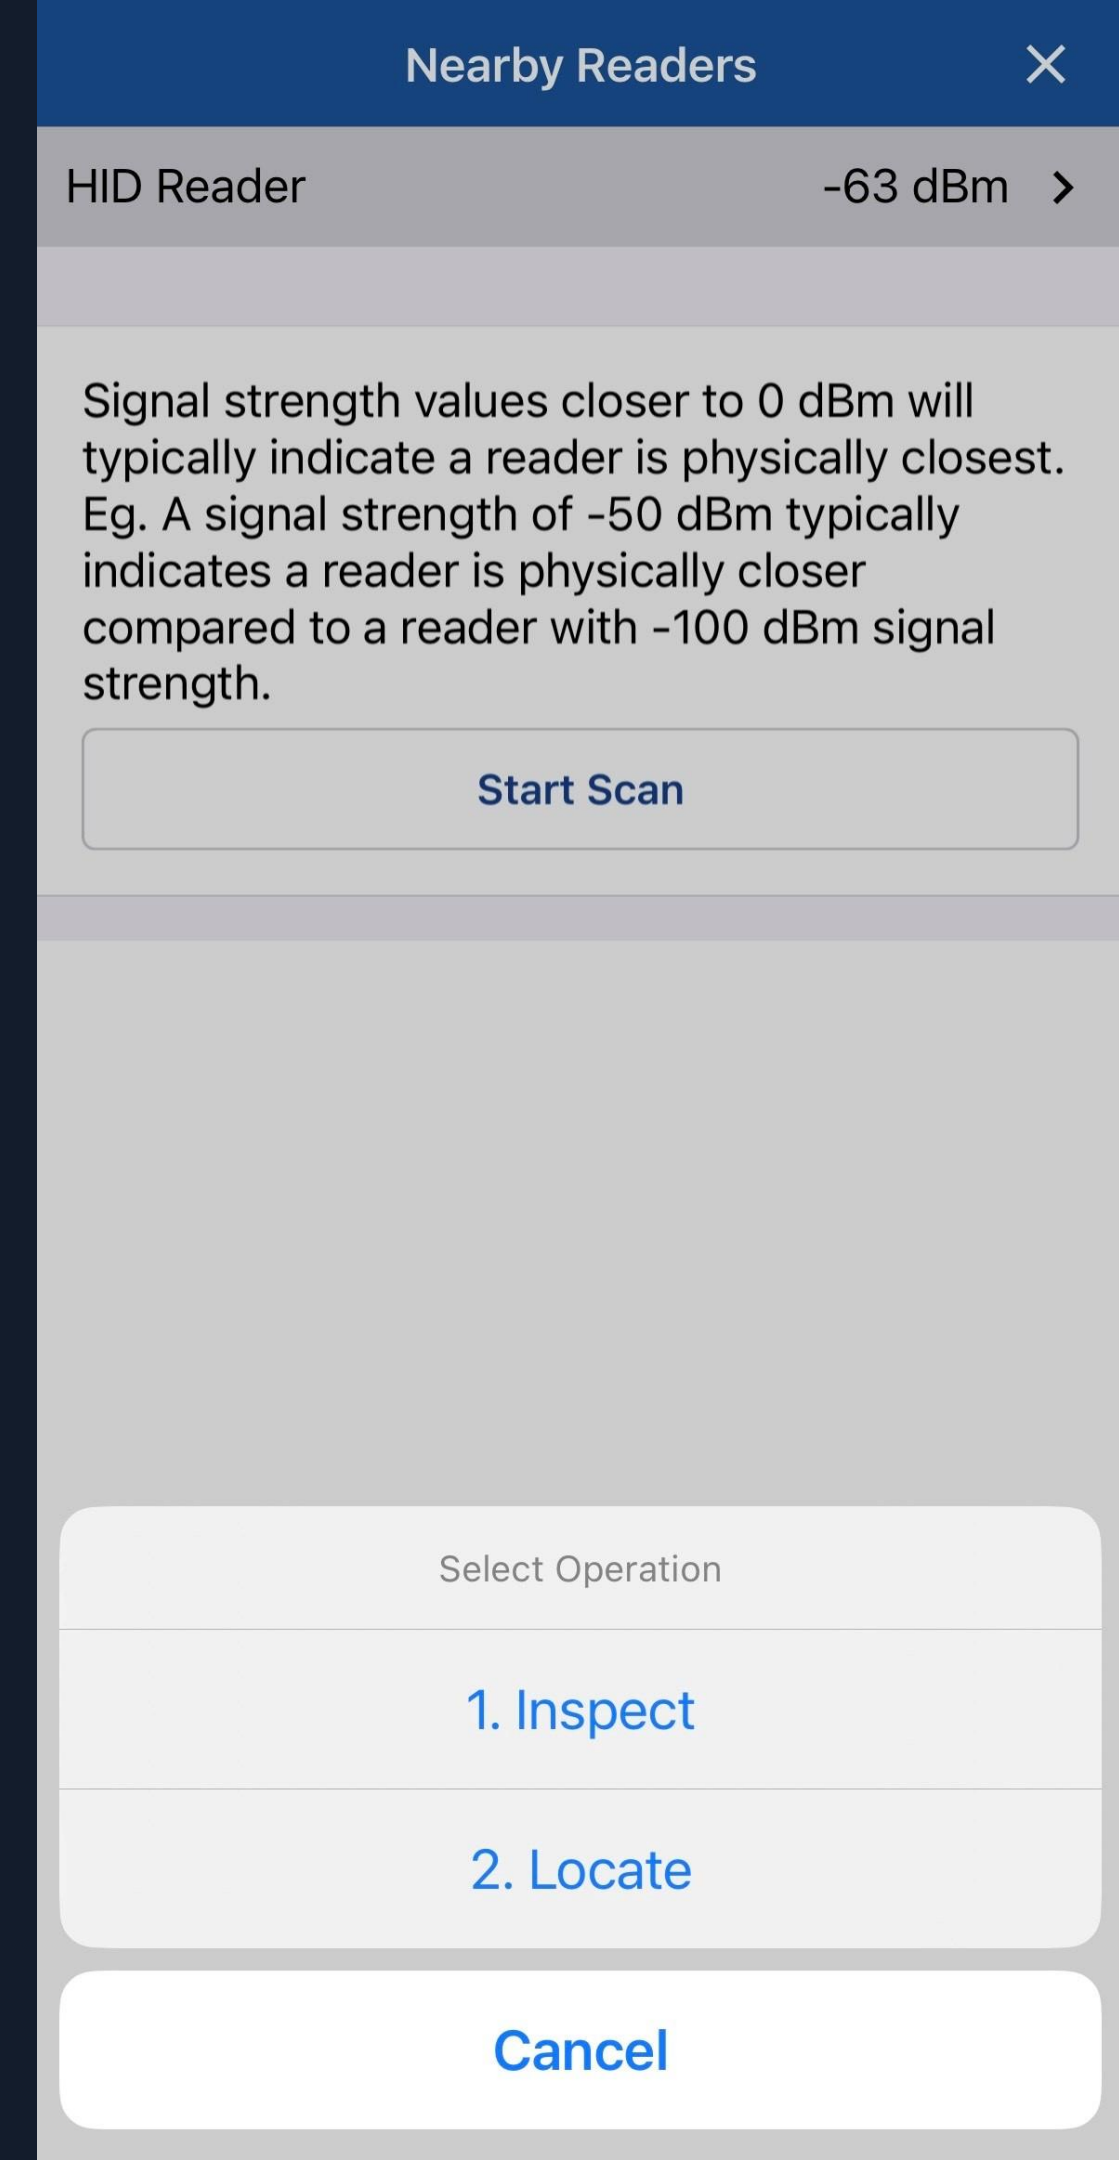 Nearby Readers
HID Reader -63 dBm
Signal strength values closer to 0 dBm will
typically indicate a reader is physically closest.
Eg. A signal strength of -50 dBm typically
indicates a reader is physically closer
compared to a reader with -100 dBm signal
strength.
Start Scan
Select Operation
1. Inspect
2. Locate
Cancel